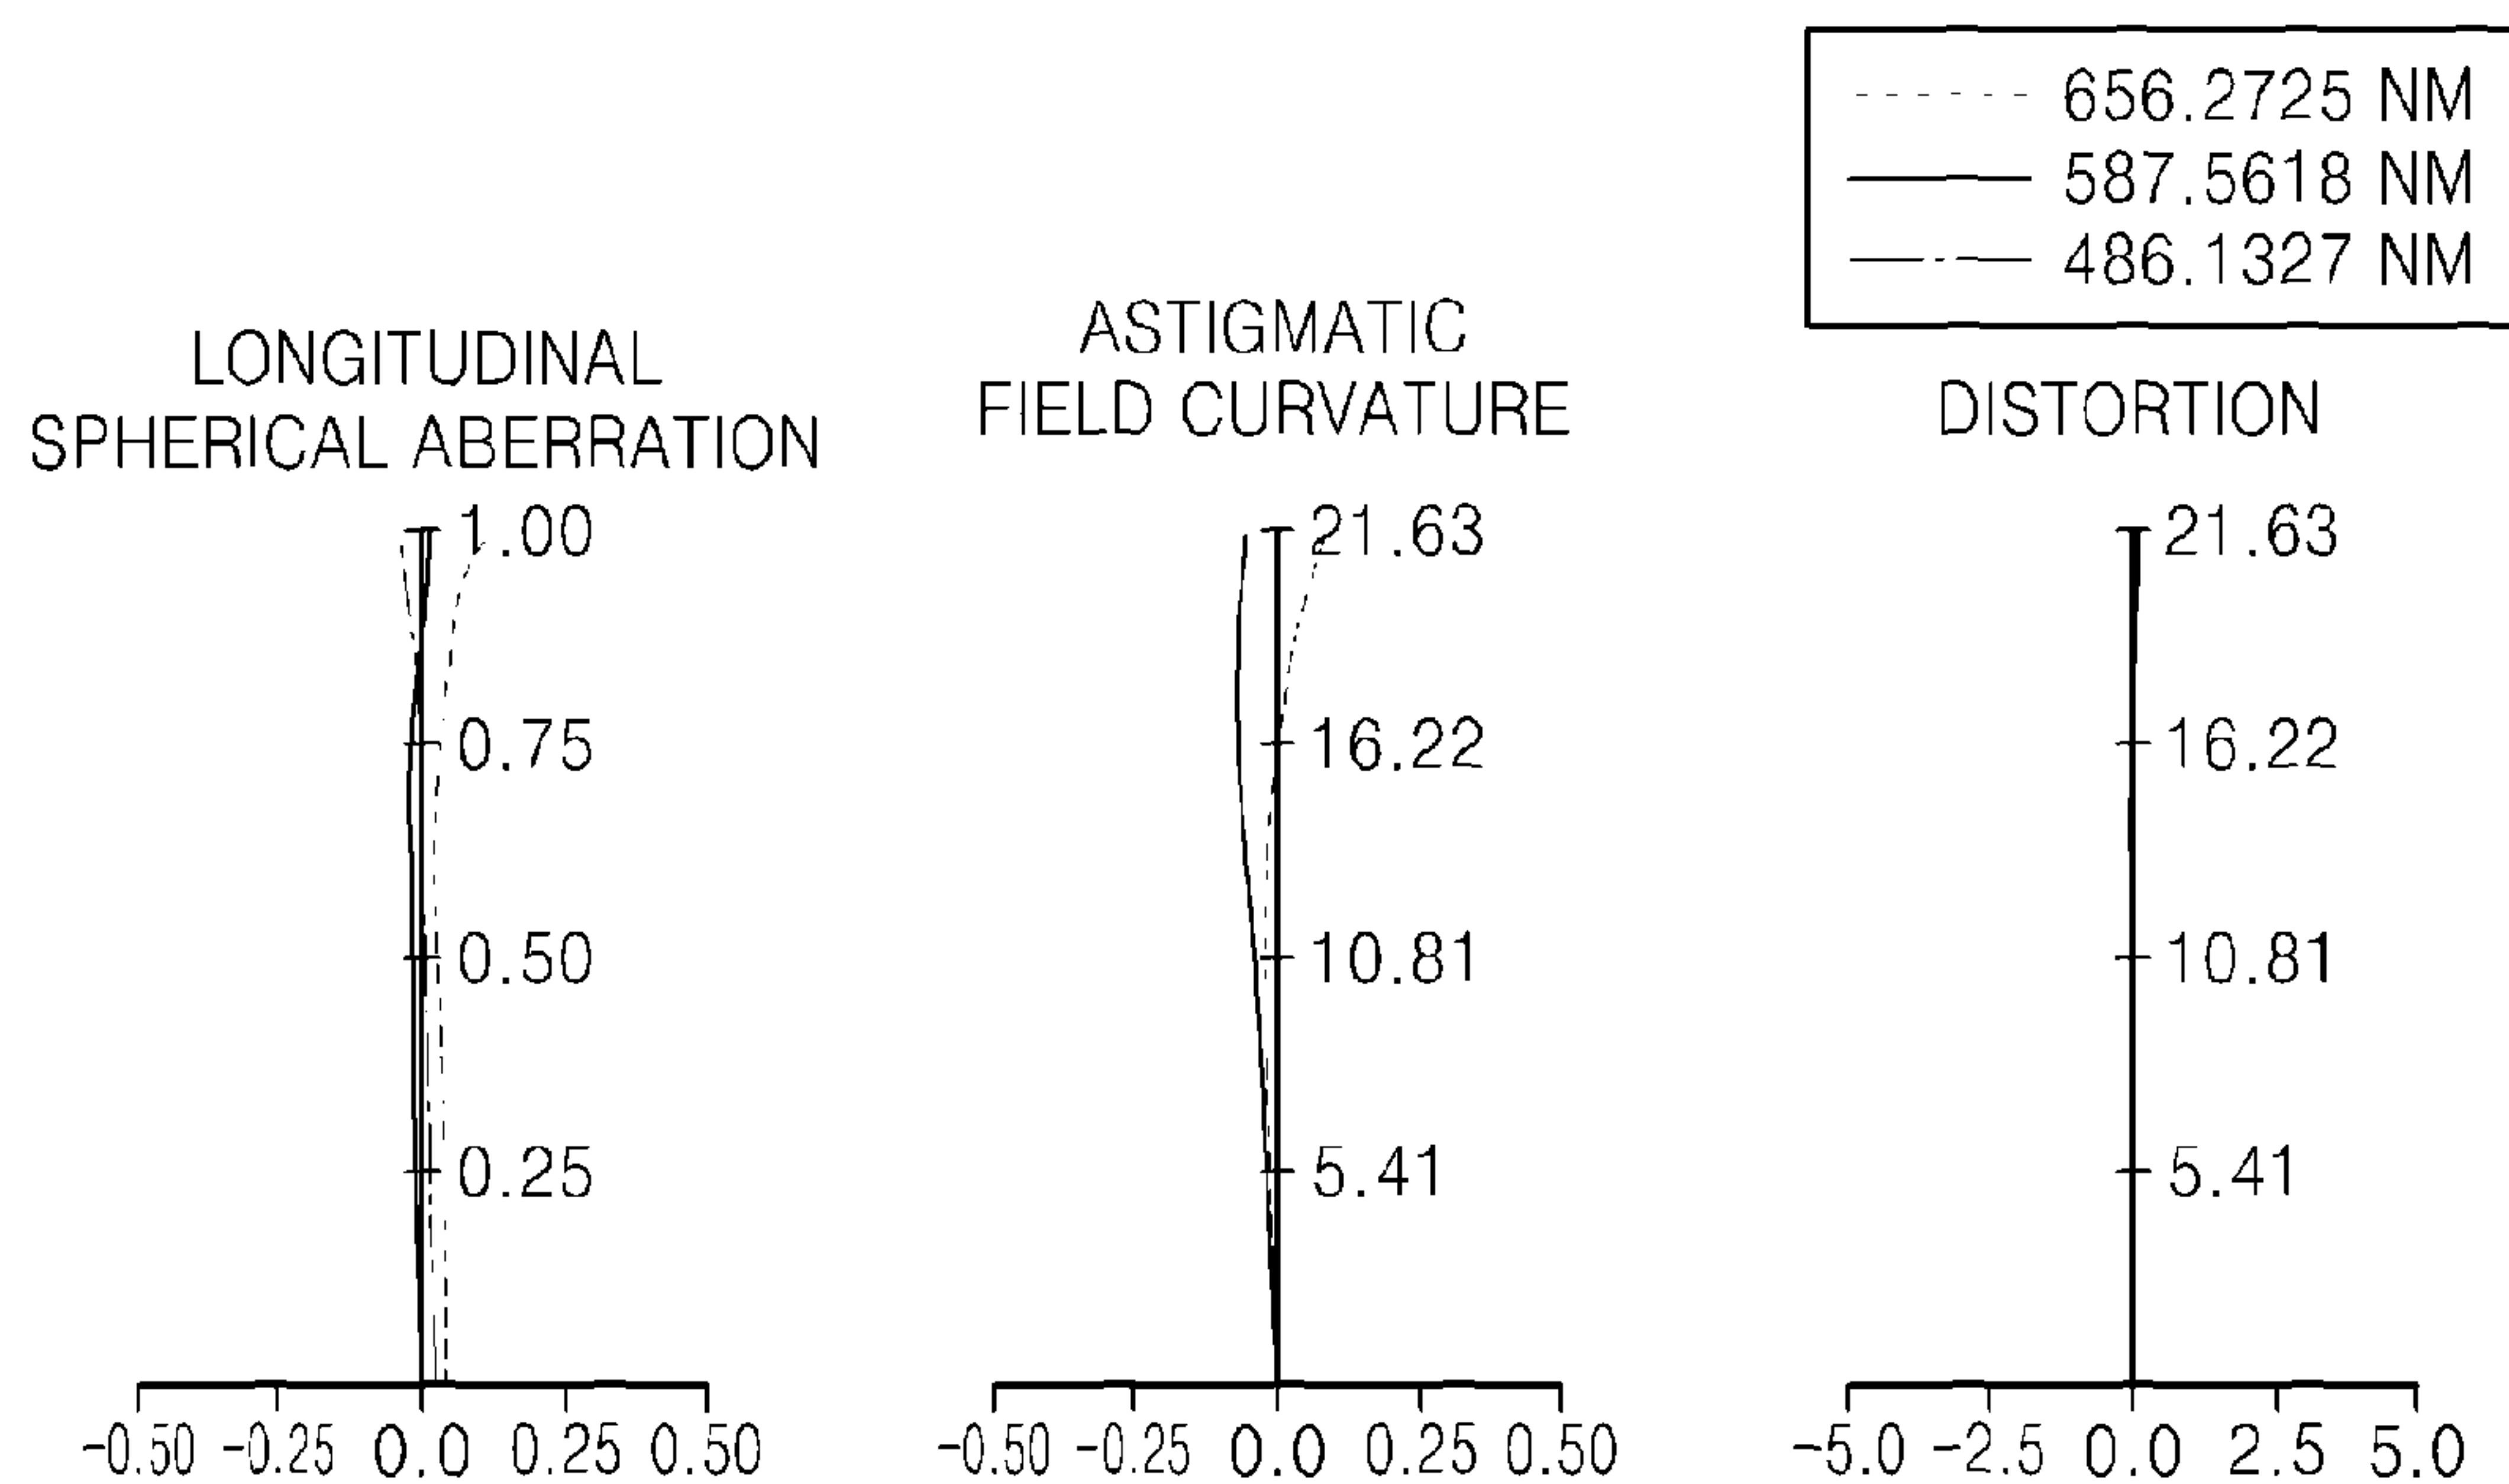 656.2725 NM
587.5618 NM
486.1327 NM
LONGITUDINAL
SPHERICAL ABERRATION
1.00
0.75
0.50
0.25
-0.50 -0.25 0.0 0.25 0.50
ASTIGMATIC
FIELD CURVATURE
21.63
16.22
10.81
5.41
-0.50 -0.25 0.0 0.25 0.50
DISTORTION
21.63
16.22
10.81
5.41
-5.0 -2.5 0.0 2.5 5.0